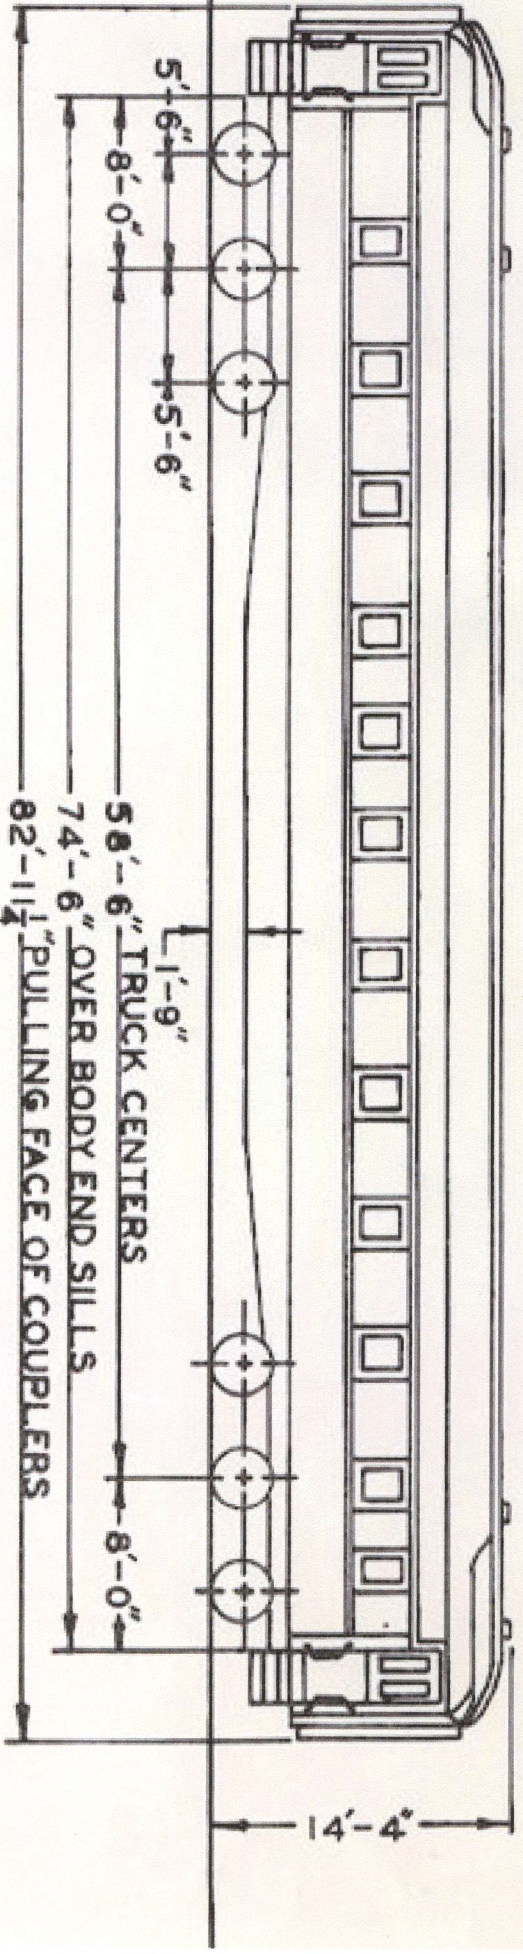 14'-4"
5'-6"
5'-6"
1'-9"
8'-0"
58'-6" TRUCK CENTERS
8'-0"
74'-6" OVER BODY END SILLS
82'-11¼" PULLING FACE OF COUPLERS